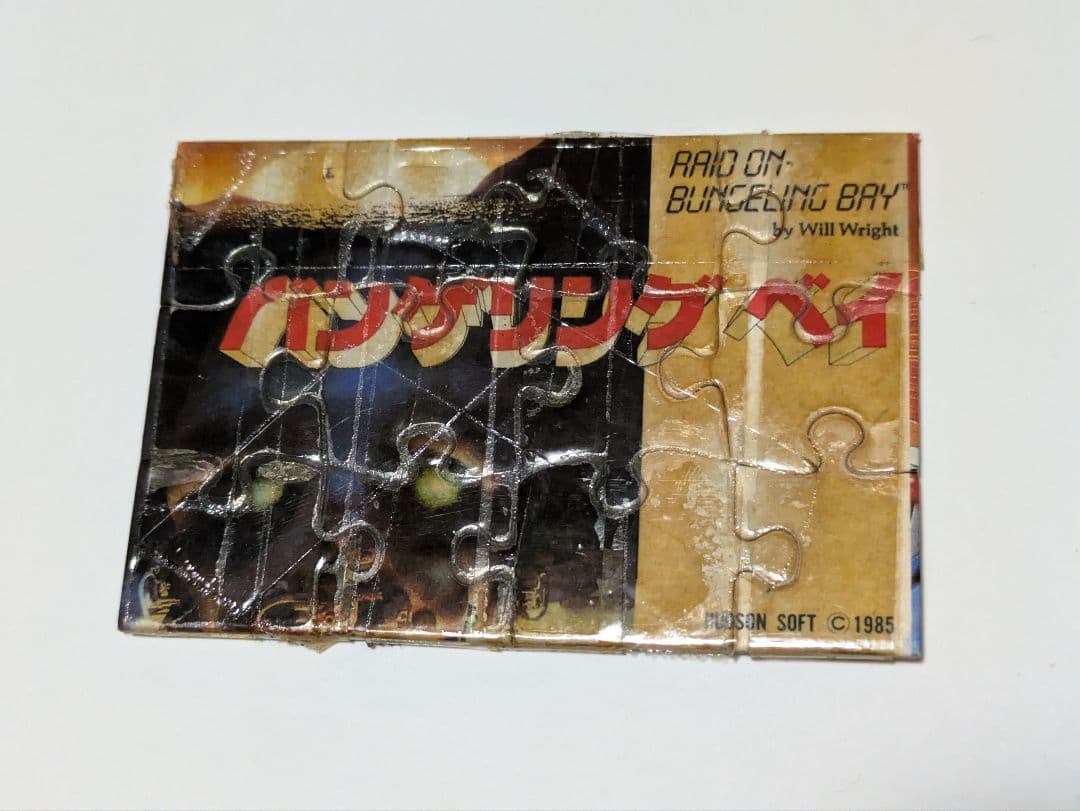 RAID ON
BUNGELING BAY™
by Will Wright
バンゲリング ベイ
HUDSON SOFT © 1985